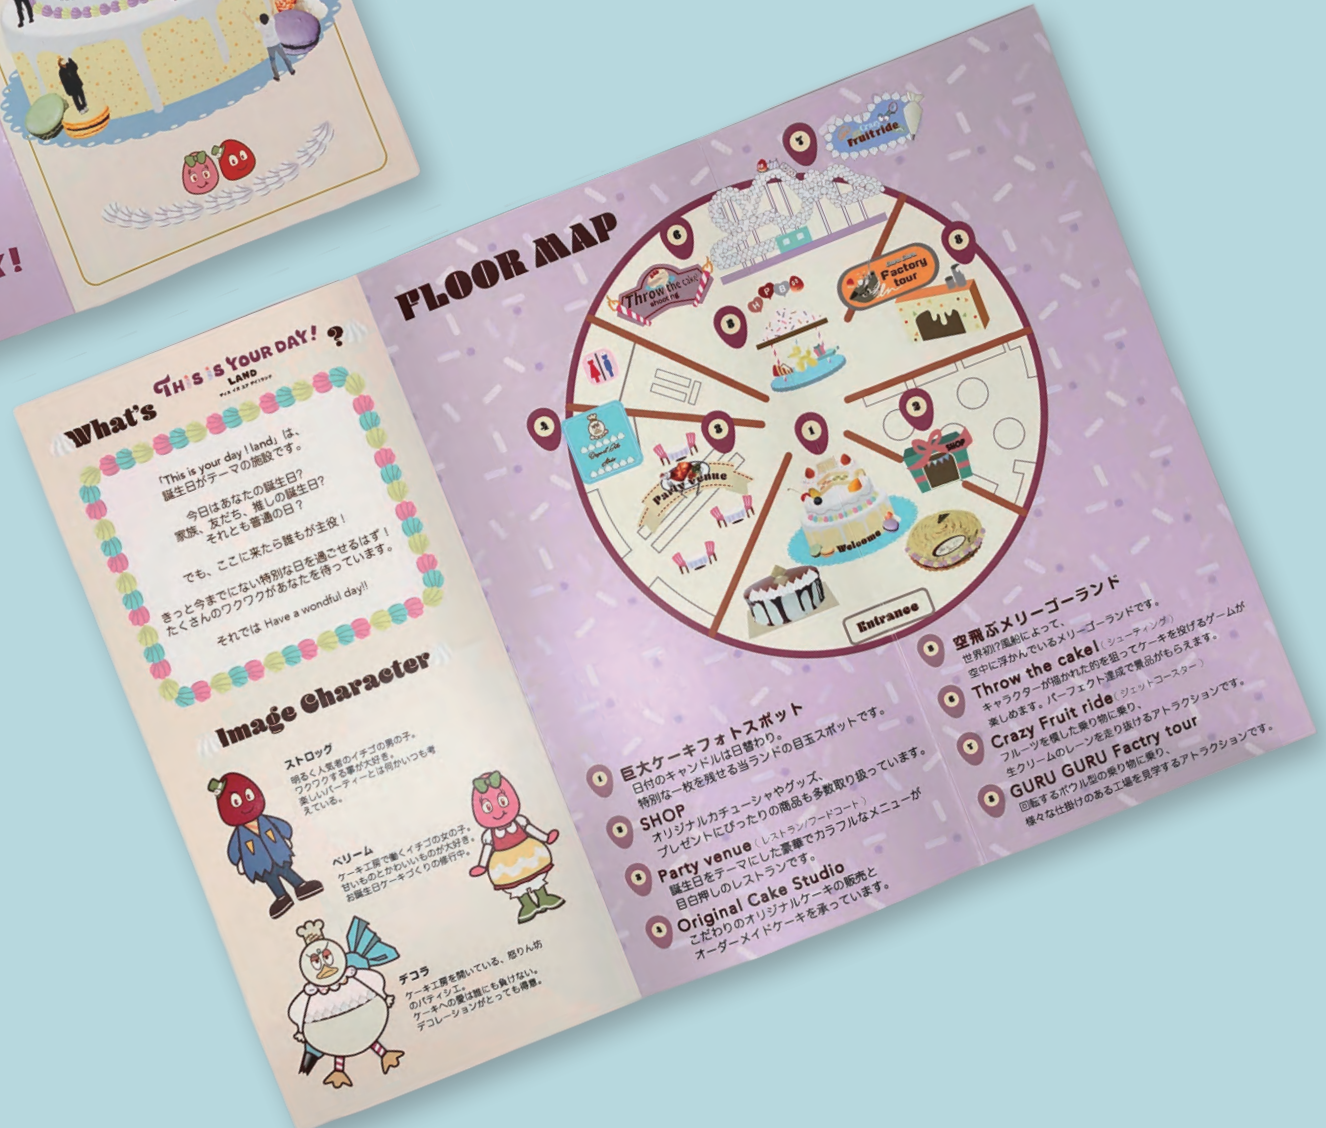 Y!
What's
THIS IS YOUR DAY!
LAND
?
「This is your day ! land」は、
誕生日がテーマの施設です。
今日はあなたの誕生日?
家族、友だち、推しの誕生日?
それとも普通の日?
でも、ここに来たら誰もが主役!
きっと今までにない特別な日を過ごせるはず!
たくさんのワクワクがあなたを待っています。
それでは Have a wondful day!!
Image Character
ストロッグ
明るく人気者のイチゴの男の子。
ワクワクする事が大好き。
楽しいパーティーとは何かいつも考
えている。
ベリーム
ケーキ工房で働くイチゴの女の子。
甘いものとかわいいものが大好き。
お誕生日ケーキづくりの修行中。
デコラ
ケーキ工房を開いている、怒りん坊
のパティシエ。
ケーキへの愛は誰にも負けない。
デコレーションがとっても得意。
FLOOR MAP
7
Fruit ride
6
Throw the cake
shooting
8
Factory
tour
5
H P B
4
3
Party venue
1
2
SHOP
Welcome
Entrance
1
巨大ケーキフォトスポット
日付のキャンドルは日替わり。
特別な一枚を残せる当ランドの目玉スポットです。
2
SHOP
オリジナルカチューシャやグッズ、
プレゼントにぴったりの商品も多数取り扱っています。
3
Party venue(レストラン/フードコート)
誕生日をテーマにした豪華でカラフルなメニューが
目白押しのレストランです。
4
Original Cake Studio
こだわりのオリジナルケーキの販売と
オーダーメイドケーキを承っています。
5
空飛ぶメリーゴーランド
世界初!?風船によって、
空中に浮かんでいるメリーゴーランドです。
6
Throw the cake!(シューティング)
キャラクターが描かれた的を狙ってケーキを投げるゲームが
楽しめます。パーフェクト達成で景品がもらえます。
7
Crazy Fruit ride(ジェットコースター)
フルーツを模した乗り物に乗り、
生クリームのレーンを走り抜けるアトラクションです。
8
GURU GURU Factry tour
回転するボウル型の乗り物に乗り、
様々な仕掛けのある工場を見学するアトラクションです。